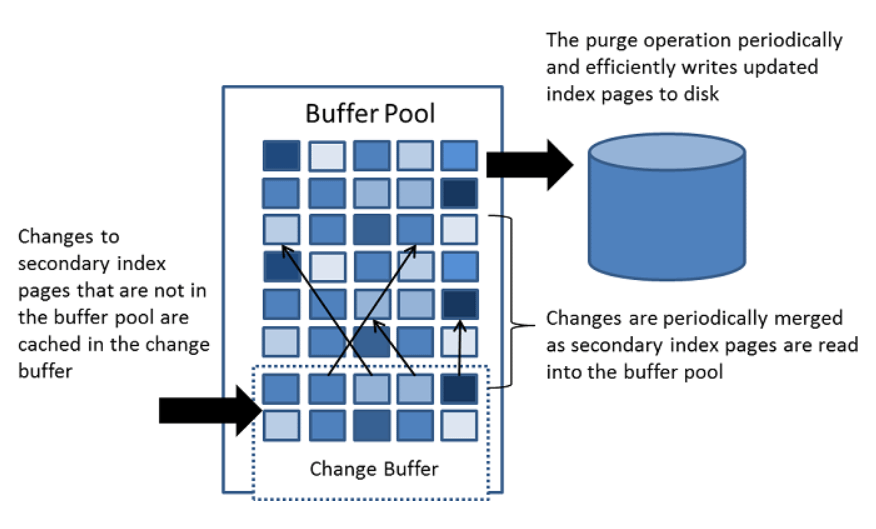 The purge operation periodically
and efficiently writes updated
index pages to disk
Buffer Pool
Changes to
secondary index
pages that are not in
the buffer pool are
cached in the change
buffer
Changes are periodically merged
as secondary index pages are read
into the buffer pool
Change Buffer